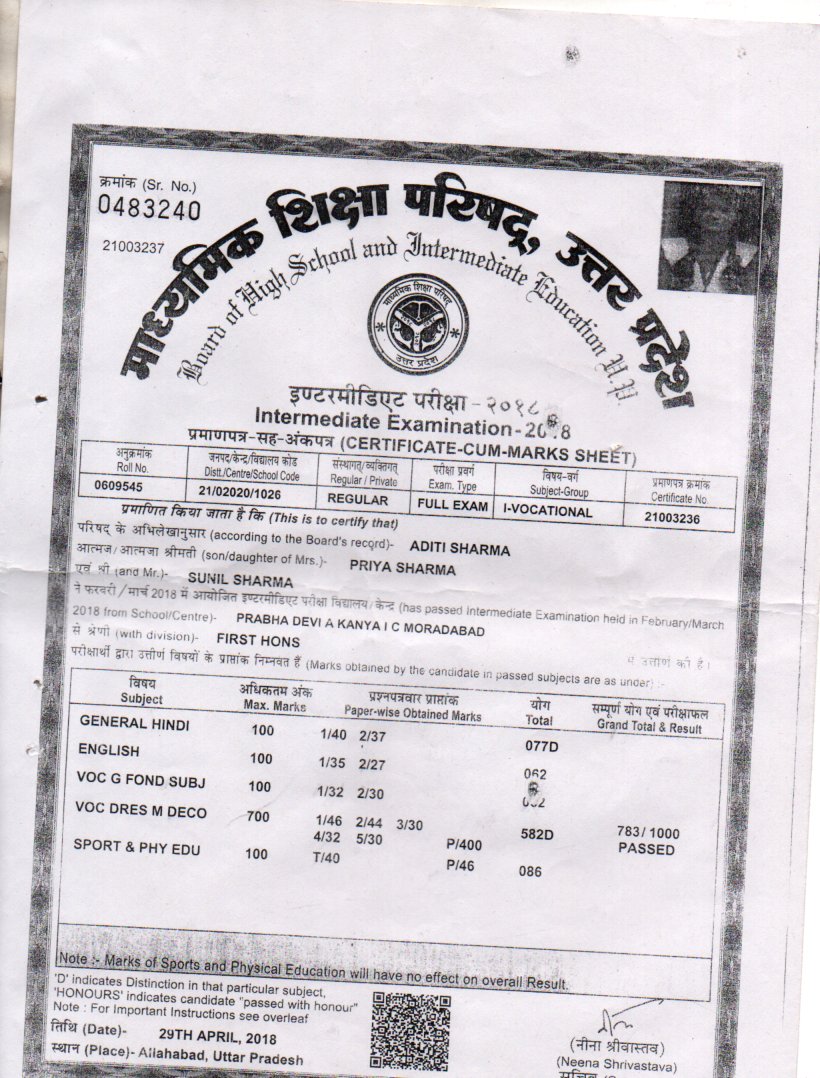 क्रमांक (Sr. No.)
0483240
21003237
माध्यमिक शिक्षा परिषद्, उत्तर प्रदेश
Board of High School and Intermediate Education U.P.
माध्यमिक शिक्षा परिषद्
उत्तर प्रदेश
इण्टरमीडिएट परीक्षा - २०१८
Intermediate Examination-2018
प्रमाणपत्र-सह-अंकपत्र (CERTIFICATE-CUM-MARKS SHEET)
अनुक्रमांक जनपद/केन्द्र/विद्यालय कोड संस्थागत/व्यक्तिगत परीक्षा प्रवर्ग विषय-वर्ग प्रमाणपत्र क्रमांक
Roll No. Distt./Centre/School Code Regular / Private Exam. Type Subject-Group Certificate No.
0609545 21/02020/1026 REGULAR FULL EXAM I-VOCATIONAL 21003236
प्रमाणित किया जाता है कि (This is to certify that)
परिषद के अभिलेखानुसार (according to the Board's record)- ADITI SHARMA
आत्मज/आत्मजा श्रीमती (son/daughter of Mrs.)- PRIYA SHARMA
एवं श्री (and Mr.)- SUNIL SHARMA
ने फरवरी / मार्च 2018 में आयोजित इण्टरमीडिएट परीक्षा विद्यालय/केन्द्र (has passed Intermediate Examination held in February/March
2018 from School/Centre)- PRABHA DEVI A KANYA I C MORADABAD
से श्रेणी (with division)- FIRST HONS में उत्तीर्ण की है।
परीक्षार्थी द्वारा उत्तीर्ण विषयों के प्राप्तांक निम्नवत हैं (Marks obtained by the candidate in passed subjects are as under) :-
विषय अधिकतम अंक प्रश्नपत्रवार प्राप्तांक योग सम्पूर्ण योग एवं परीक्षाफल
Subject Max. Marks Paper-wise Obtained Marks Total Grand Total & Result
GENERAL HINDI 100 1/40 2/37 077D
ENGLISH 100 1/35 2/27 062
VOC G FOND SUBJ 100 1/32 2/30 062
VOC DRES M DECO 700 1/46 2/44 3/30 582D 783/1000
4/32 5/30 P/400 PASSED
SPORT & PHY EDU 100 T/40 P/46 086
Note :- Marks of Sports and Physical Education will have no effect on overall Result.
'D' indicates Distinction in that particular subject,
'HONOURS' indicates candidate "passed with honour"
Note : For Important Instructions see overleaf
तिथि (Date)- 29TH APRIL, 2018
स्थान (Place)- Allahabad, Uttar Pradesh
(नीना श्रीवास्तव)
(Neena Shrivastava)